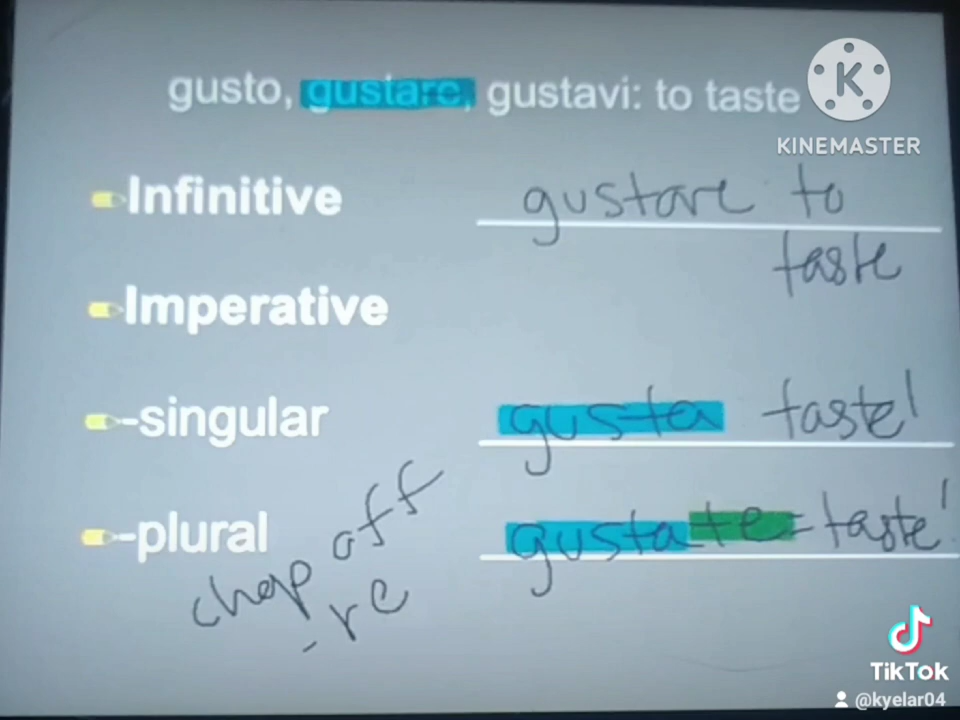 gusto, gustare, gustavi: to taste
KINEMASTER
Infinitive gustare to
taste
Imperative
-singular gusta taste!
-plural gustate = taste!
chop off
-re
TikTok
@kyelar04